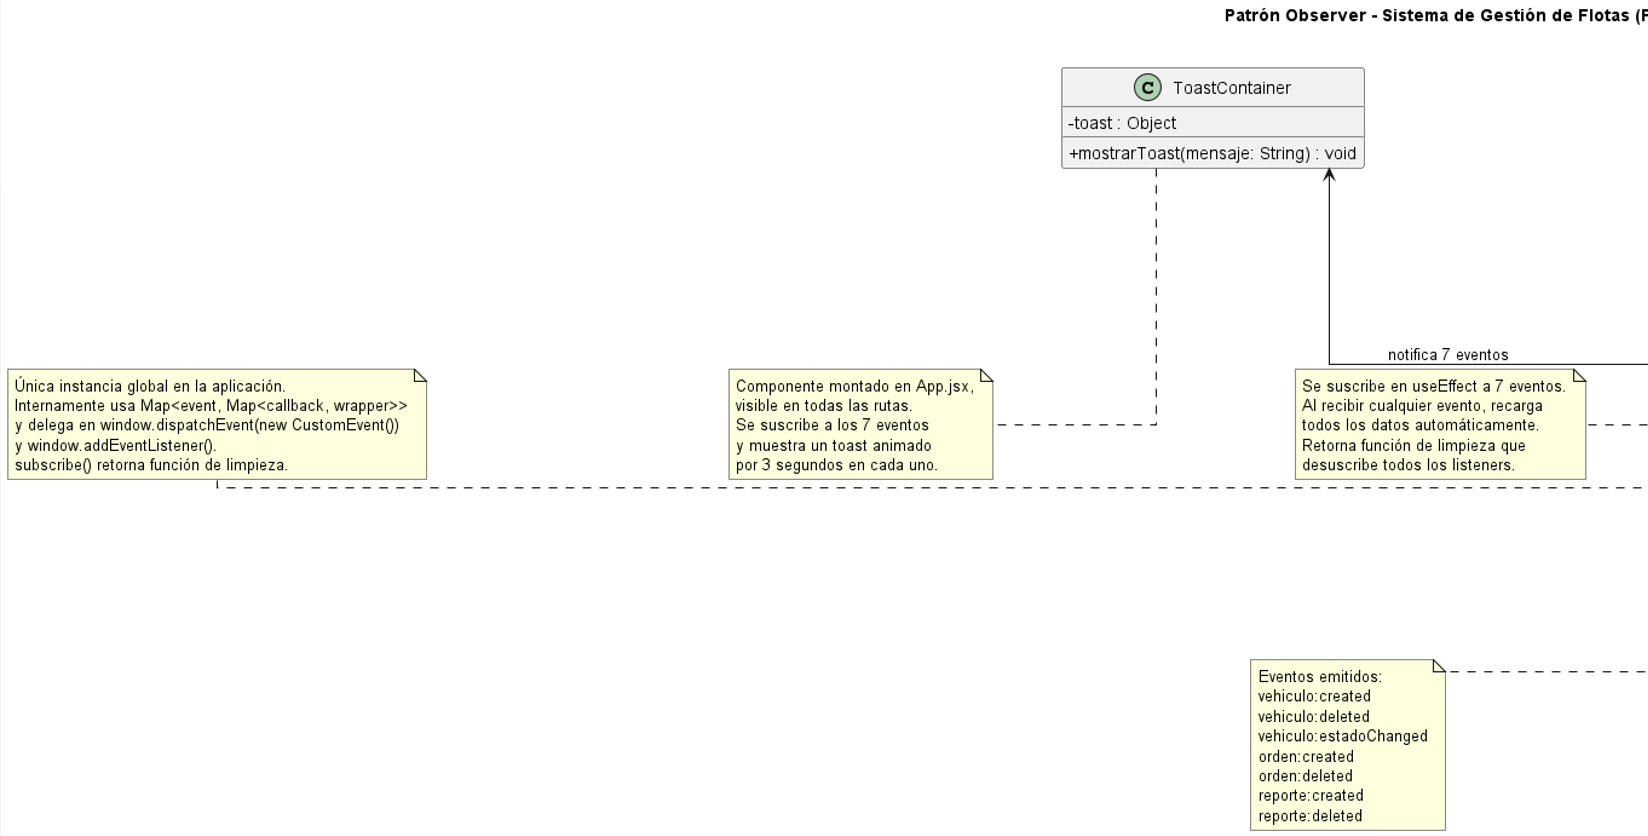 Patrón Observer - Sistema de Gestión de Flotas (F
C ToastContainer
-toast : Object
+mostrarToast(mensaje: String) : void
notifica 7 eventos
Única instancia global en la aplicación.
Internamente usa Map<event, Map<callback, wrapper>>
y delega en window.dispatchEvent(new CustomEvent())
y window.addEventListener().
subscribe() retorna función de limpieza.
Componente montado en App.jsx,
visible en todas las rutas.
Se suscribe a los 7 eventos
y muestra un toast animado
por 3 segundos en cada uno.
Se suscribe en useEffect a 7 eventos.
Al recibir cualquier evento, recarga
todos los datos automáticamente.
Retorna función de limpieza que
desuscribe todos los listeners.
Eventos emitidos:
vehiculo:created
vehiculo:deleted
vehiculo:estadoChanged
orden:created
orden:deleted
reporte:created
reporte:deleted